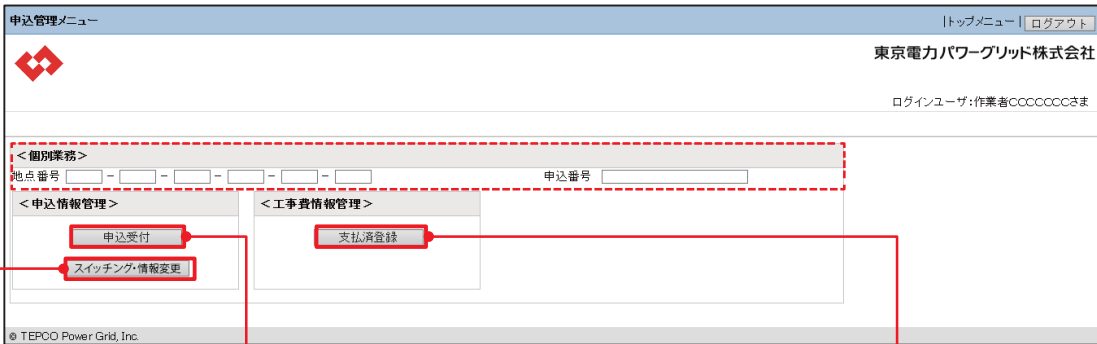 申込管理メニュー |トップメニュー| ログアウト
東京電力パワーグリッド株式会社
ログインユーザ:作業者CCCCCCCさま
<個別業務>
地点番号 - - - - - 申込番号
<申込情報管理> <工事費情報管理>
申込受付 支払済登録
スイッチング・情報変更
© TEPCO Power Grid, Inc.